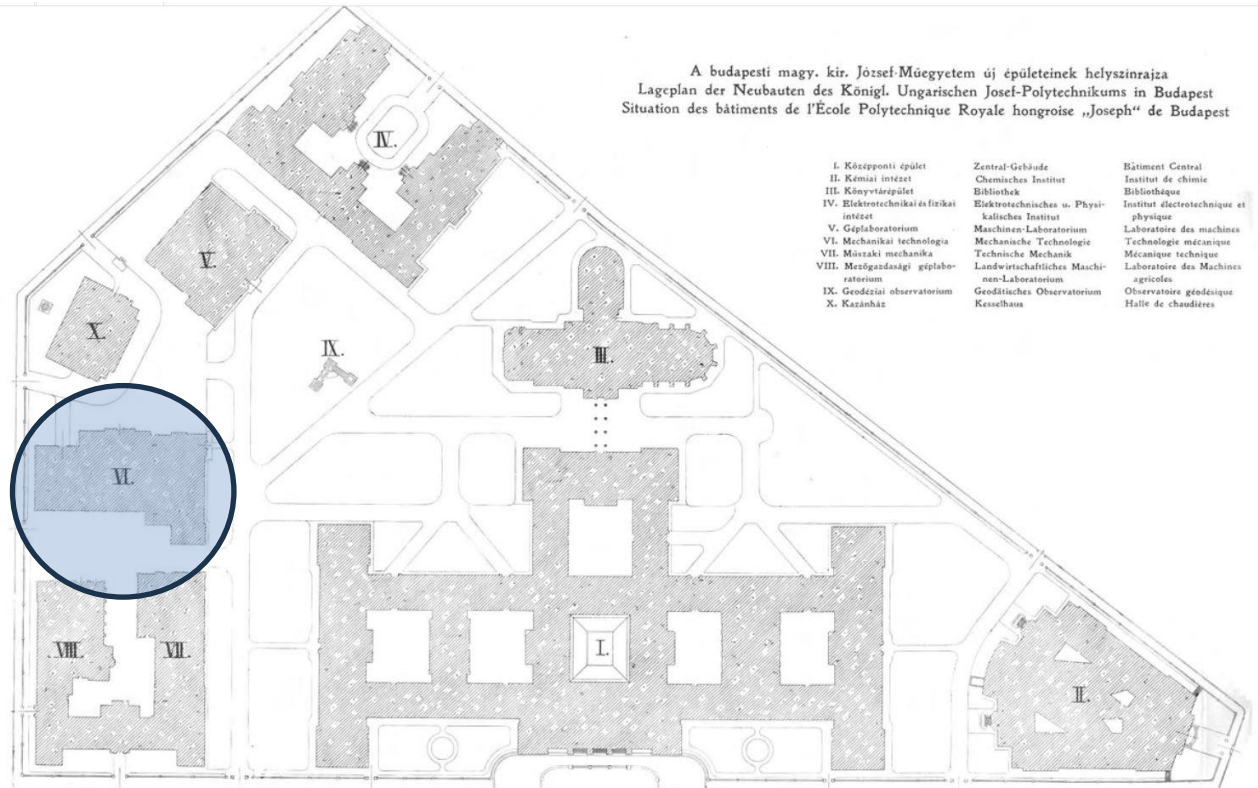 A budapesti magy. kir. József-Műegyetem új épületeinek helyszínrajza
Lageplan der Neubauten des Königl. Ungarischen Josef-Polytechnikums in Budapest
Situation des bâtiments de l'École Polytechnique Royale hongroise „Joseph“ de Budapest
I. Középponti épület Zentral-Gebäude Bâtiment Central
II. Kémiai intézet Chemisches Institut Institut de chimie
III. Könyvtárépület Bibliothek Bibliothèque
IV. Elektrotechnikai és fizikai Elektrotechnisches u. Physi- Institut électrotechnique et
intézet kalisches Institut physique
V. Géplaboratorium Maschinen-Laboratorium Laboratoire des machines
VI. Mechanikai technologia Mechanische Technologie Technologie mécanique
VII. Műszaki mechanika Technische Mechanik Mécanique technique
VIII. Mezőgazdasági géplabo- Landwirtschaftliches Maschi- Laboratoire des Machines
ratorium nen-Laboratorium agricoles
IX. Geodéziai observatorium Geodätisches Observatorium Observatoire géodésique
X. Kazánház Kesselhaus Halle de chaudières
IV.
V.
X.
IX.
III.
VI.
VIII.
VII.
I.
II.